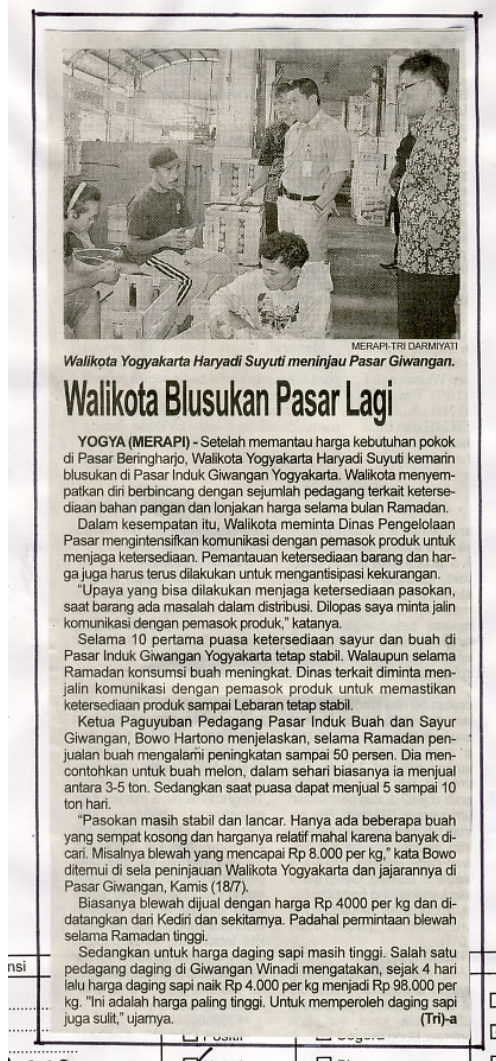 MERAPI-TRI DARMIYATI
Walikota Yogyakarta Haryadi Suyuti meninjau Pasar Giwangan.
Walikota Blusukan Pasar Lagi
YOGYA (MERAPI) - Setelah memantau harga kebutuhan pokok
di Pasar Beringharjo, Walikota Yogyakarta Haryadi Suyuti kemarin
blusukan di Pasar Induk Giwangan Yogyakarta. Walikota menyem-
patkan diri berbincang dengan sejumlah pedagang terkait keterse-
diaan bahan pangan dan lonjakan harga selama bulan Ramadan.
Dalam kesempatan itu, Walikota meminta Dinas Pengelolaan
Pasar mengintensifkan komunikasi dengan pemasok produk untuk
menjaga ketersediaan. Pemantauan ketersediaan barang dan har-
ga juga harus terus dilakukan untuk mengantisipasi kekurangan.
"Upaya yang bisa dilakukan menjaga ketersediaan pasokan,
saat barang ada masalah dalam distribusi. Dilopas saya minta jalin
komunikasi dengan pemasok produk," katanya.
Selama 10 pertama puasa ketersediaan sayur dan buah di
Pasar Induk Giwangan Yogyakarta tetap stabil. Walaupun selama
Ramadan konsumsi buah meningkat. Dinas terkait diminta men-
jalin komunikasi dengan pemasok produk untuk memastikan
ketersediaan produk sampai Lebaran tetap stabil.
Ketua Paguyuban Pedagang Pasar Induk Buah dan Sayur
Giwangan, Bowo Hartono menjelaskan, selama Ramadan pen-
jualan buah mengalami peningkatan sampai 50 persen. Dia men-
contohkan untuk buah melon, dalam sehari biasanya ia menjual
antara 3-5 ton. Sedangkan saat puasa dapat menjual 5 sampai 10
ton hari.
"Pasokan masih stabil dan lancar. Hanya ada beberapa buah
yang sempat kosong dan harganya relatif mahal karena banyak di-
cari. Misalnya blewah yang mencapai Rp 8.000 per kg," kata Bowo
ditemui di sela peninjauan Walikota Yogyakarta dan jajarannya di
Pasar Giwangan, Kamis (18/7).
Biasanya blewah dijual dengan harga Rp 4000 per kg dan di-
datangkan dari Kediri dan sekitarnya. Padahal permintaan blewah
selama Ramadan tinggi.
Sedangkan untuk harga daging sapi masih tinggi. Salah satu
pedagang daging di Giwangan Winadi mengatakan, sejak 4 hari
lalu harga daging sapi naik Rp 4.000 per kg menjadi Rp 98.000 per
kg. "Ini adalah harga paling tinggi. Untuk memperoleh daging sapi
juga sulit," ujarnya. (Tri)-a
nsi